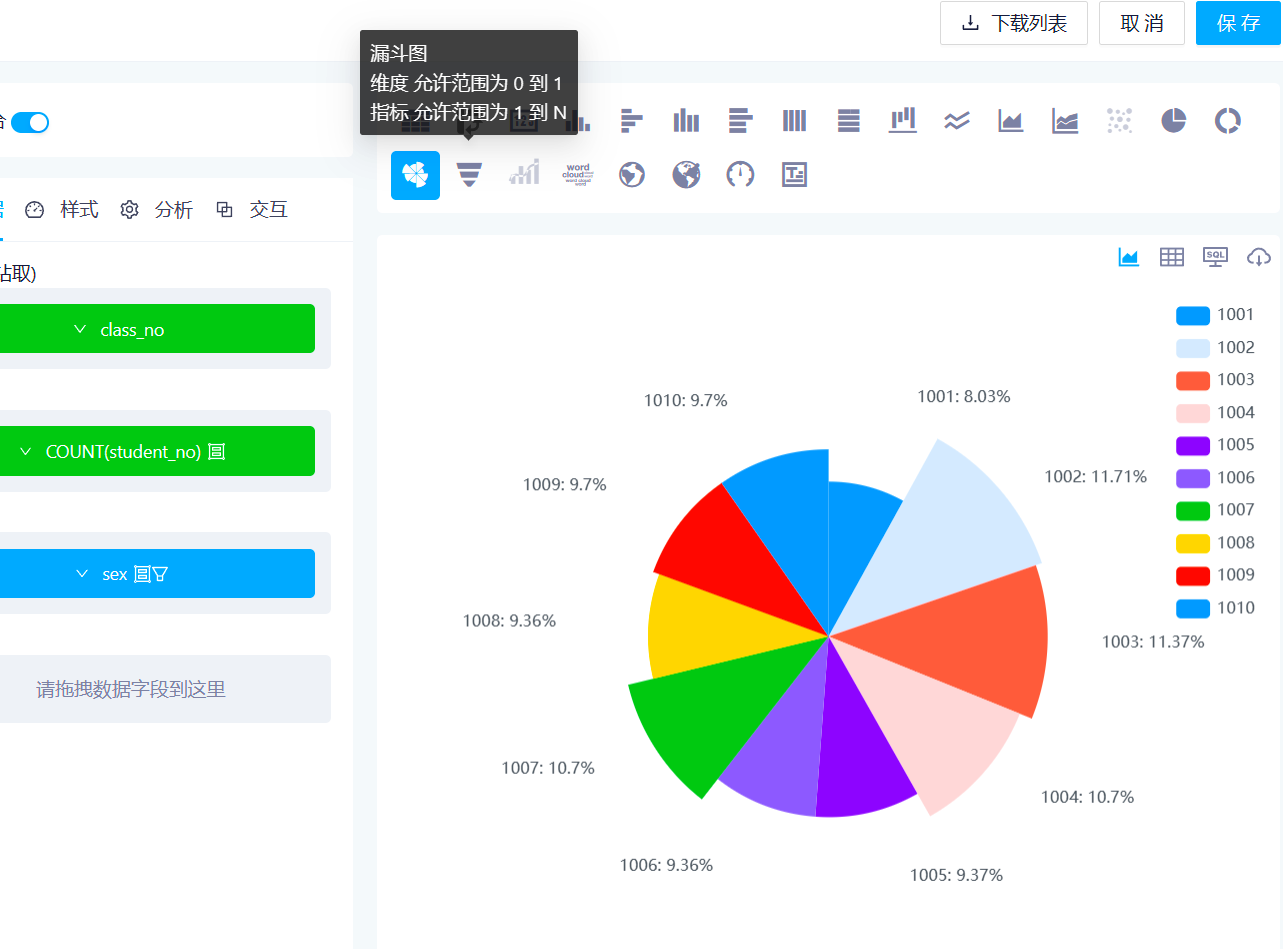 下载列表
取 消
保 存
漏斗图
维度 允许范围为 0 到 1
指标 允许范围为 1 到 N
word
cloud
word cloud
word
样式
分析
交互
class_no
COUNT(student_no)
sex
请拖拽数据字段到这里
SQL
1001
1002
1003
1004
1005
1006
1007
1008
1009
1010
1010: 9.7%
1001: 8.03%
1009: 9.7%
1002: 11.71%
1008: 9.36%
1003: 11.37%
1007: 10.7%
1004: 10.7%
1006: 9.36%
1005: 9.37%